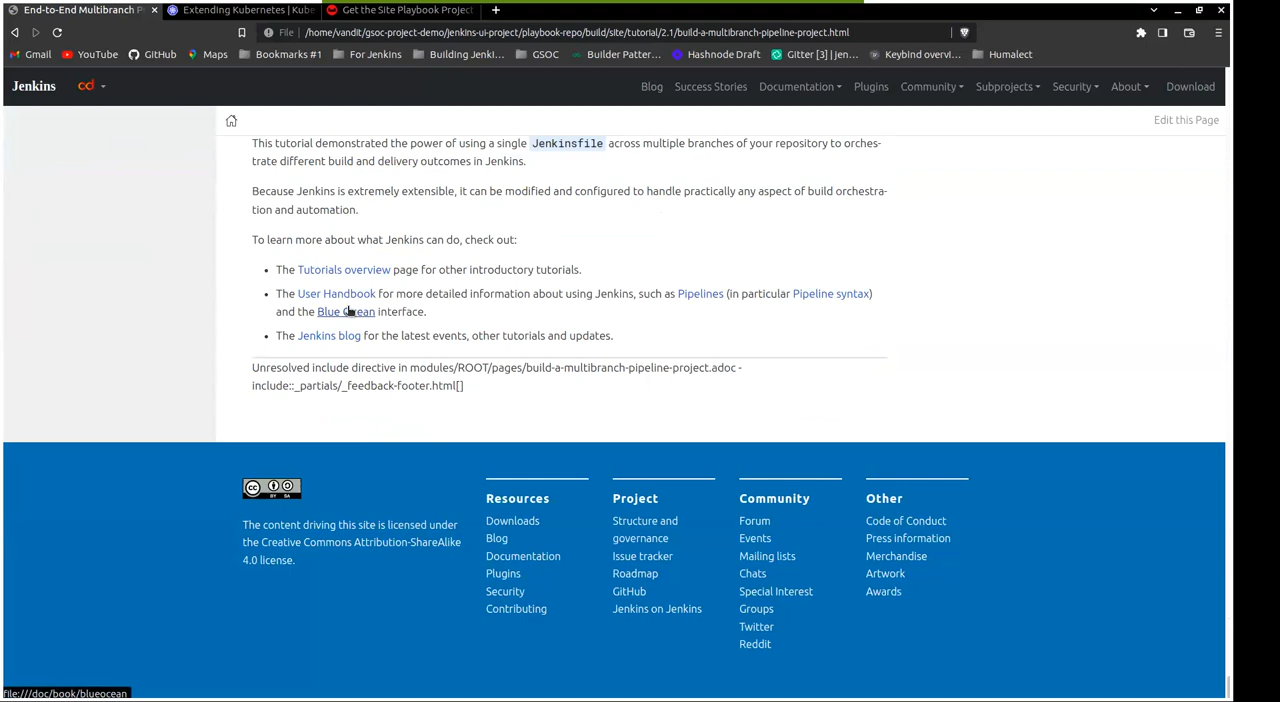 End-to-End Multibranch P
Extending Kubernetes | Kube
Get the Site Playbook Project
File
/home/vandit/gsoc-project-demo/jenkins-ui-project/playbook-repo/build/site/tutorial/2.1/build-a-multibranch-pipeline-project.html
Gmail
YouTube
GitHub
Maps
Bookmarks #1
For Jenkins
Building Jenki...
GSOC
Builder Patter...
Hashnode Draft
Gitter [3] | jen...
Keybind overvi...
Humalect
Jenkins
cd
Blog
Success Stories
Documentation
Plugins
Community
Subprojects
Security
About
Download
Edit this Page
This tutorial demonstrated the power of using a single Jenkinsfile across multiple branches of your repository to orches-
trate different build and delivery outcomes in Jenkins.
Because Jenkins is extremely extensible, it can be modified and configured to handle practically any aspect of build orchestra-
tion and automation.
To learn more about what Jenkins can do, check out:
• The Tutorials overview page for other introductory tutorials.
• The User Handbook for more detailed information about using Jenkins, such as Pipelines (in particular Pipeline syntax)
and the Blue Ocean interface.
• The Jenkins blog for the latest events, other tutorials and updates.
Unresolved include directive in modules/ROOT/pages/build-a-multibranch-pipeline-project.adoc -
include::_partials/_feedback-footer.html[]
CC BY SA
The content driving this site is licensed under
the Creative Commons Attribution-ShareAlike
4.0 license.
Resources
Downloads
Blog
Documentation
Plugins
Security
Contributing
Project
Structure and
governance
Issue tracker
Roadmap
GitHub
Jenkins on Jenkins
Community
Forum
Events
Mailing lists
Chats
Special Interest
Groups
Twitter
Reddit
Other
Code of Conduct
Press information
Merchandise
Artwork
Awards
file:///doc/book/blueocean